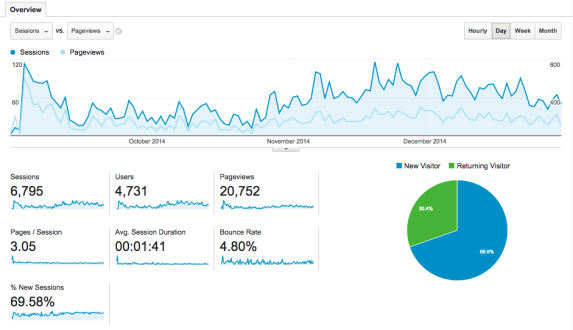 Overview
Sessions vs. Pageviews
Hourly Day Week Month
Sessions Pageviews
120 800
60 400
October 2014 November 2014 December 2014
New Visitor Returning Visitor
Sessions Users Pageviews
6,795 4,731 20,752
30.4%
Pages / Session Avg. Session Duration Bounce Rate
3.05 00:01:41 4.80%
69.6%
% New Sessions
69.58%